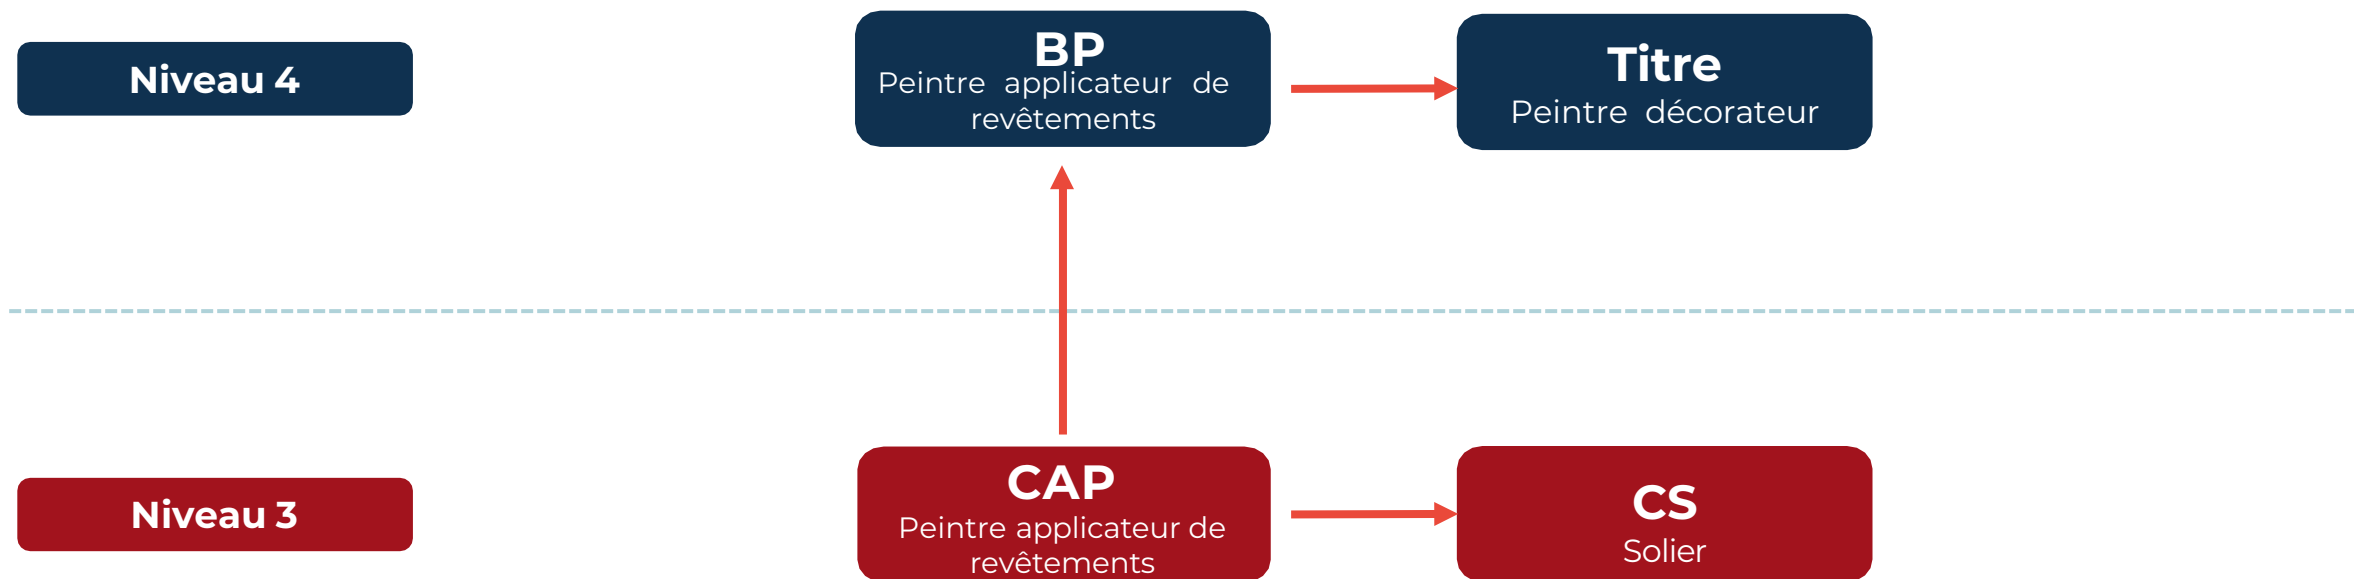 Niveau 4
BP
Peintre applicateur de
revêtements
Titre
Peintre décorateur
Niveau 3
CAP
Peintre applicateur de
revêtements
CS
Solier